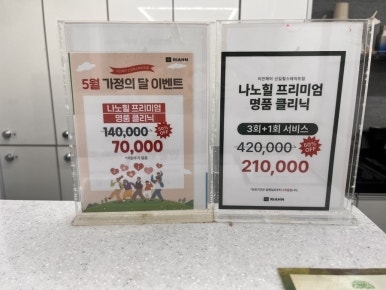 RIAHN
5월 가정의 달 이벤트
나노힐 프리미엄
명품 클리닉
140,000
50%
OFF
70,000
나노힐 프리미엄
명품 클리닉
3회+1회 서비스
420,000
50%
OFF
210,000
RIAHN